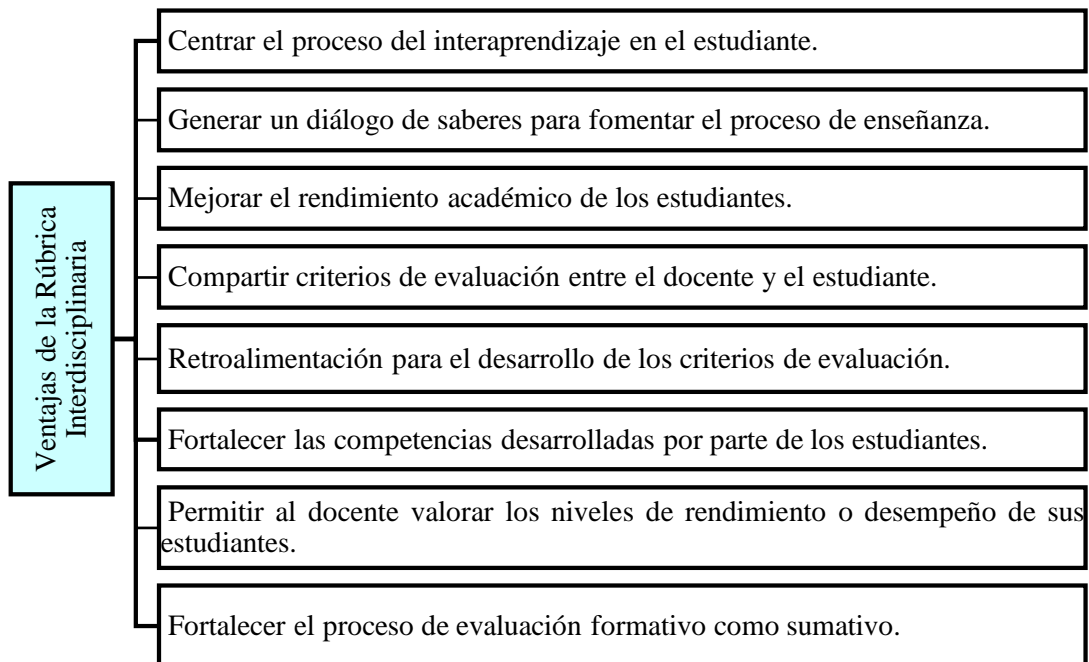 Ventajas de la Rúbrica
Interdisciplinaria
Centrar el proceso del interaprendizaje en el estudiante.
Generar un diálogo de saberes para fomentar el proceso de enseñanza.
Mejorar el rendimiento académico de los estudiantes.
Compartir criterios de evaluación entre el docente y el estudiante.
Retroalimentación para el desarrollo de los criterios de evaluación.
Fortalecer las competencias desarrolladas por parte de los estudiantes.
Permitir al docente valorar los niveles de rendimiento o desempeño de sus
estudiantes.
Fortalecer el proceso de evaluación formativo como sumativo.